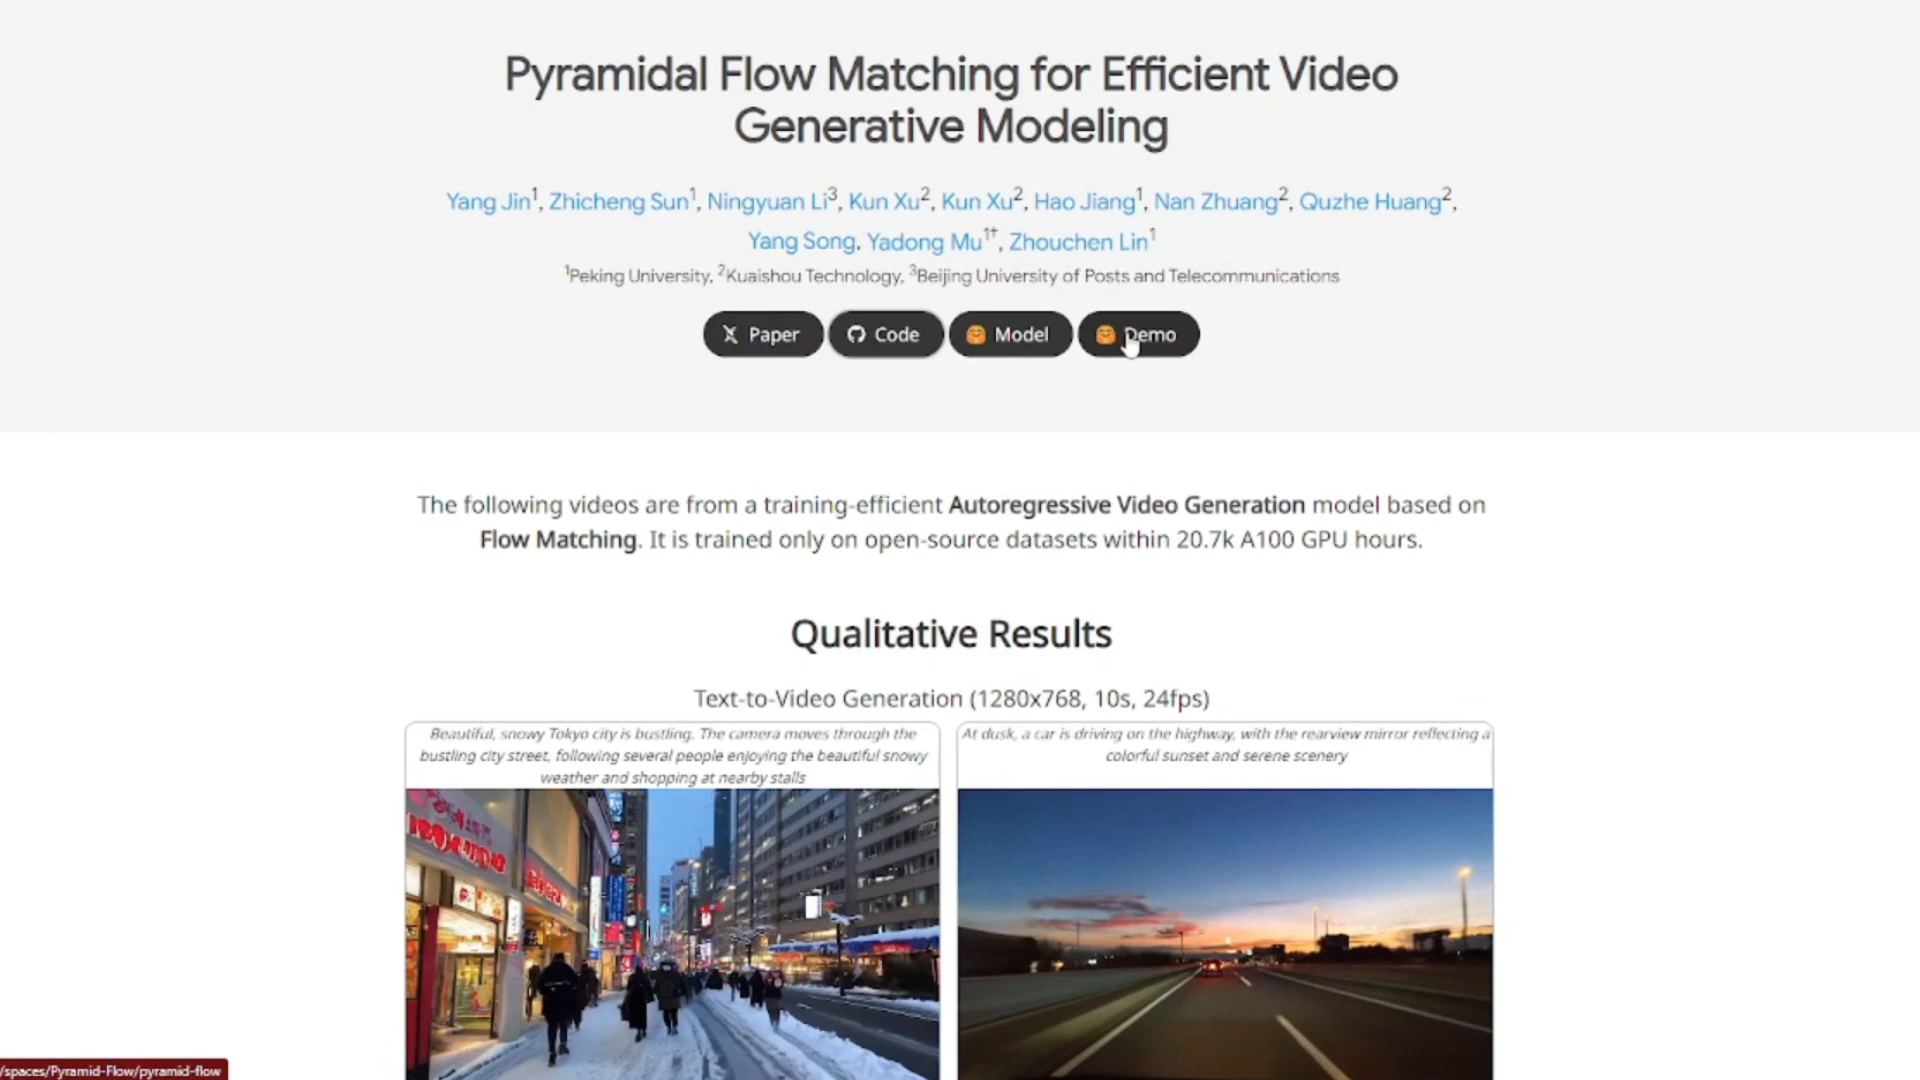 Pyramidal Flow Matching for Efficient Video
Generative Modeling
Yang Jin1, Zhicheng Sun1, Ningyuan Li3, Kun Xu2, Kun Xu2, Hao Jiang1, Nan Zhuang2, Quzhe Huang2,
Yang Song, Yadong Mu1†, Zhouchen Lin1
1Peking University, 2Kuaishou Technology, 3Beijing University of Posts and Telecommunications
Paper Code Model Demo
The following videos are from a training-efficient Autoregressive Video Generation model based on
Flow Matching. It is trained only on open-source datasets within 20.7k A100 GPU hours.
Qualitative Results
Text-to-Video Generation (1280x768, 10s, 24fps)
Beautiful, snowy Tokyo city is bustling. The camera moves through the
bustling city street, following several people enjoying the beautiful snowy
weather and shopping at nearby stalls
At dusk, a car is driving on the highway, with the rearview mirror reflecting a
colorful sunset and serene scenery
/spaces/Pyramid-Flow/pyramid-flow